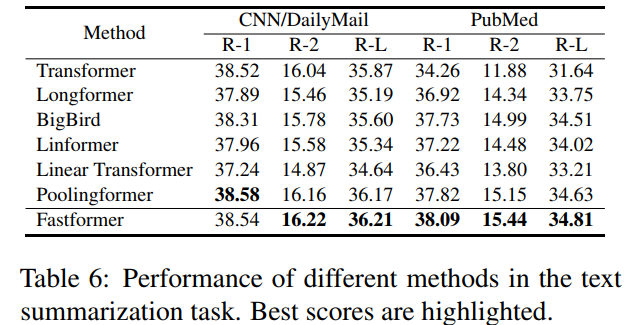 Method CNN/DailyMail PubMed
R-1 R-2 R-L R-1 R-2 R-L
Transformer 38.52 16.04 35.87 34.26 11.88 31.64
Longformer 37.89 15.46 35.19 36.92 14.34 33.75
BigBird 38.31 15.78 35.60 37.73 14.99 34.51
Linformer 37.96 15.58 35.34 37.22 14.48 34.02
Linear Transformer 37.24 14.87 34.64 36.43 13.80 33.21
Poolingformer 38.58 16.16 36.17 37.82 15.15 34.63
Fastformer 38.54 16.22 36.21 38.09 15.44 34.81
Table 6: Performance of different methods in the text
summarization task. Best scores are highlighted.